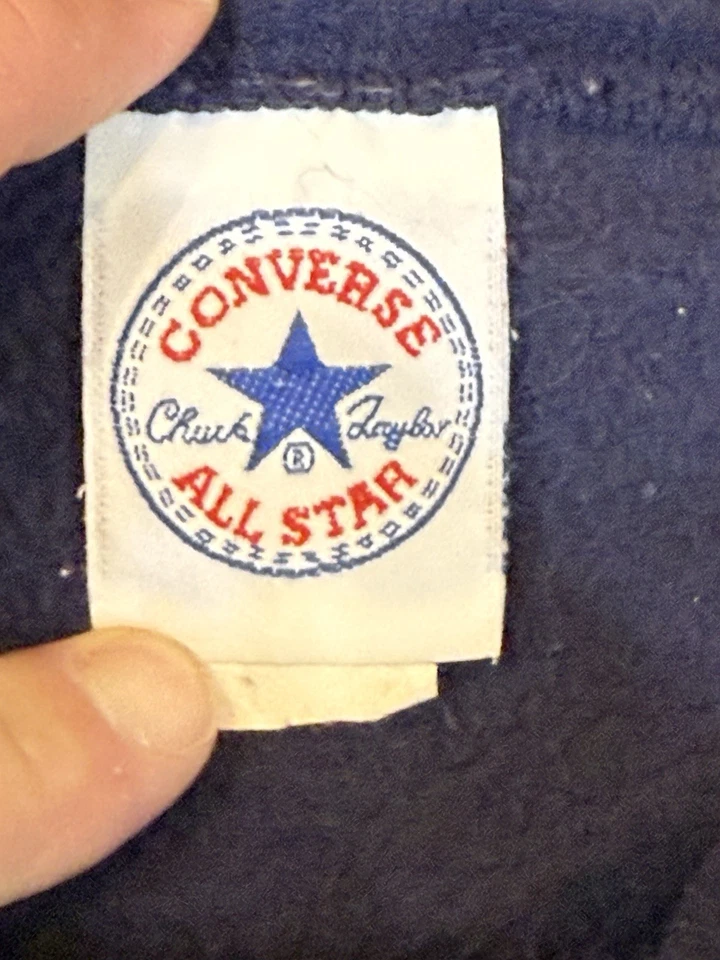 CONVERSE
Chuck Taylor
®
ALL STAR